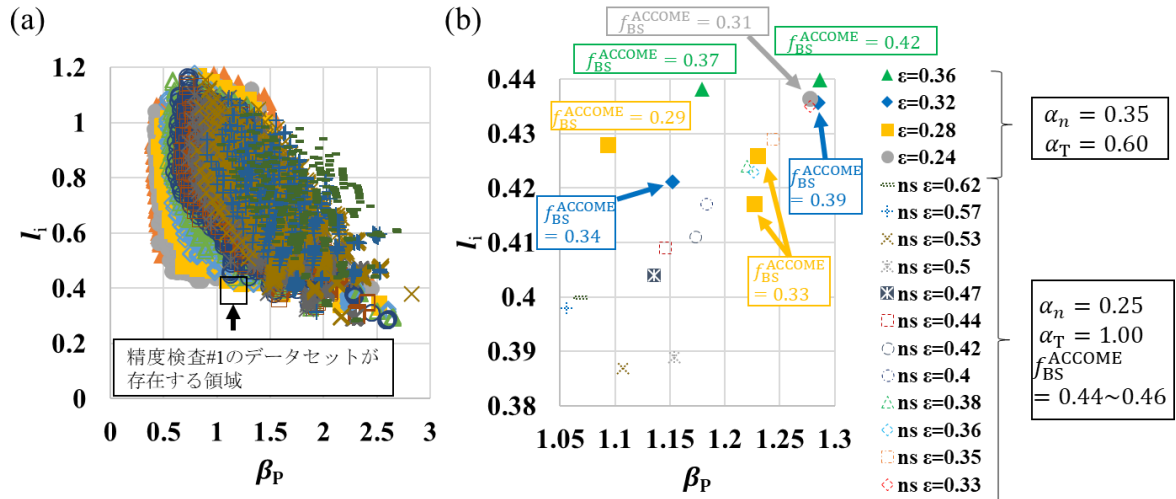 (a)
1.2
1
0.8
0.6
0.4
0.2
0
0
0.5
1
1.5
2
2.5
3
l_i
β_P
精度検査#1のデータセットが
存在する領域
(b)
f_BS^ACCOME = 0.31
f_BS^ACCOME = 0.37
f_BS^ACCOME = 0.42
f_BS^ACCOME = 0.29
f_BS^ACCOME
= 0.34
f_BS^ACCOME
= 0.39
f_BS^ACCOME
= 0.33
0.44
0.43
0.42
0.41
0.4
0.39
0.38
1.05
1.1
1.15
1.2
1.25
1.3
l_i
β_P
ε=0.36
ε=0.32
ε=0.28
ε=0.24
ns ε=0.62
ns ε=0.57
ns ε=0.53
ns ε=0.5
ns ε=0.47
ns ε=0.44
ns ε=0.42
ns ε=0.4
ns ε=0.38
ns ε=0.36
ns ε=0.35
ns ε=0.33
α_n = 0.35
α_T = 0.60
α_n = 0.25
α_T = 1.00
f_BS^ACCOME
= 0.44~0.46